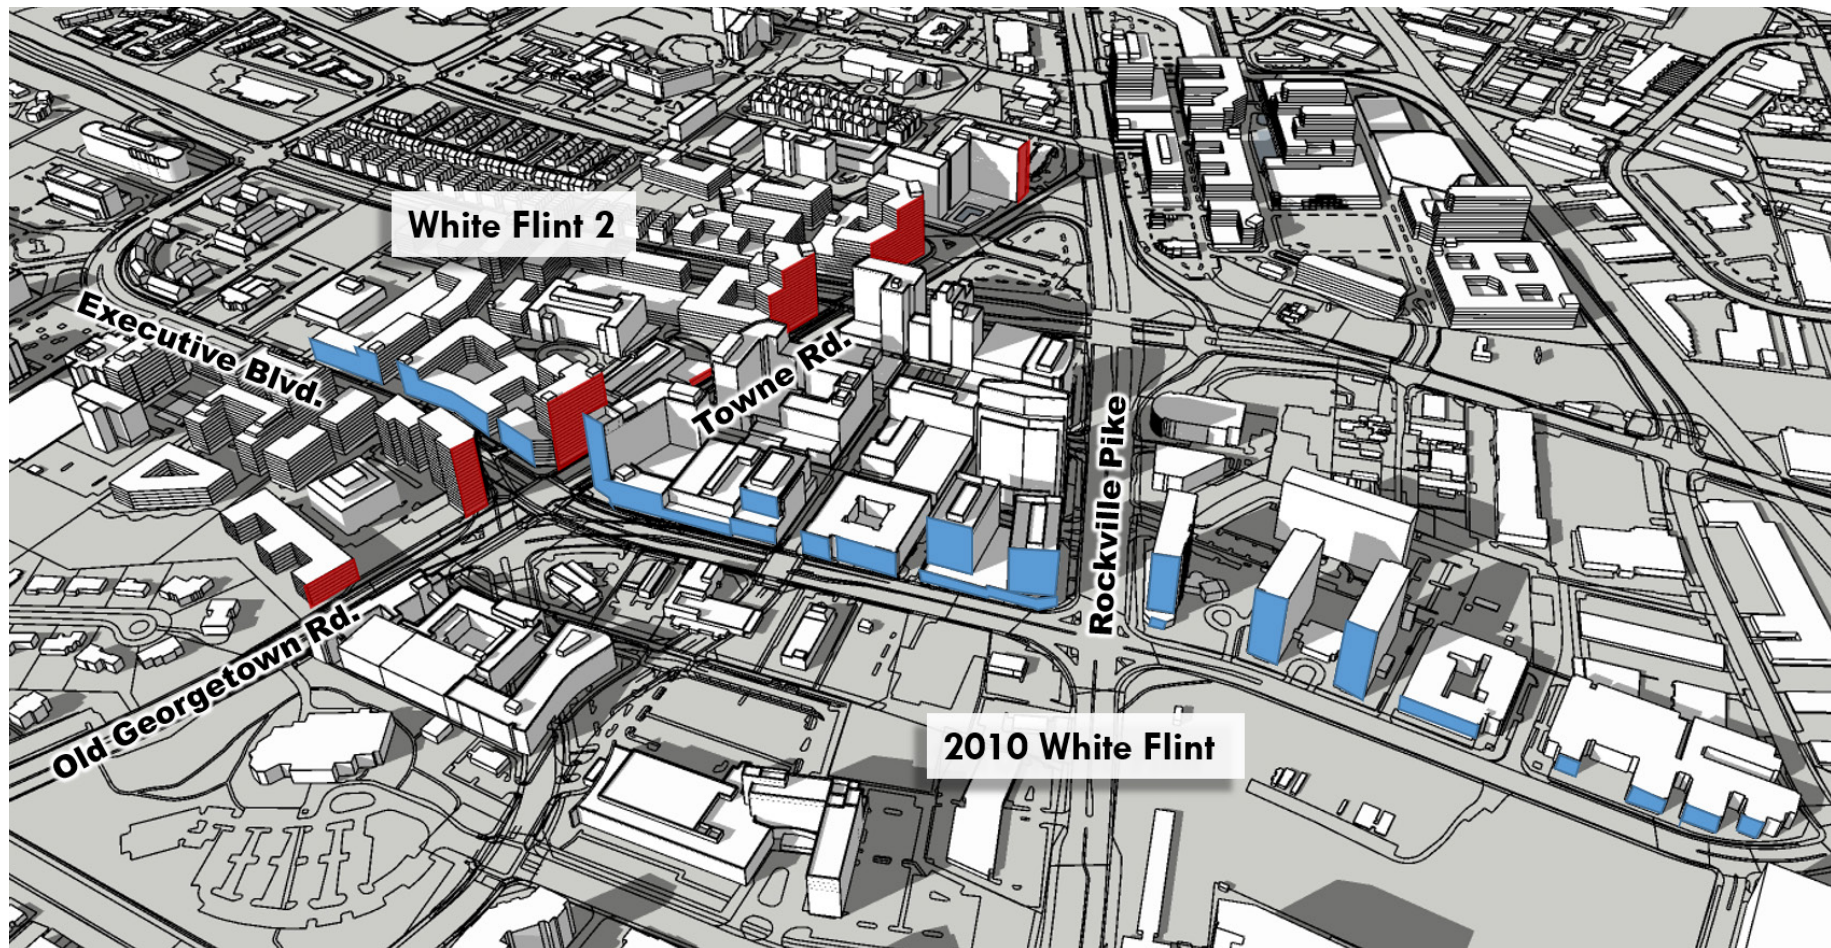 White Flint 2
Executive Blvd.
Towne Rd.
Rockville Pike
Old Georgetown Rd.
2010 White Flint